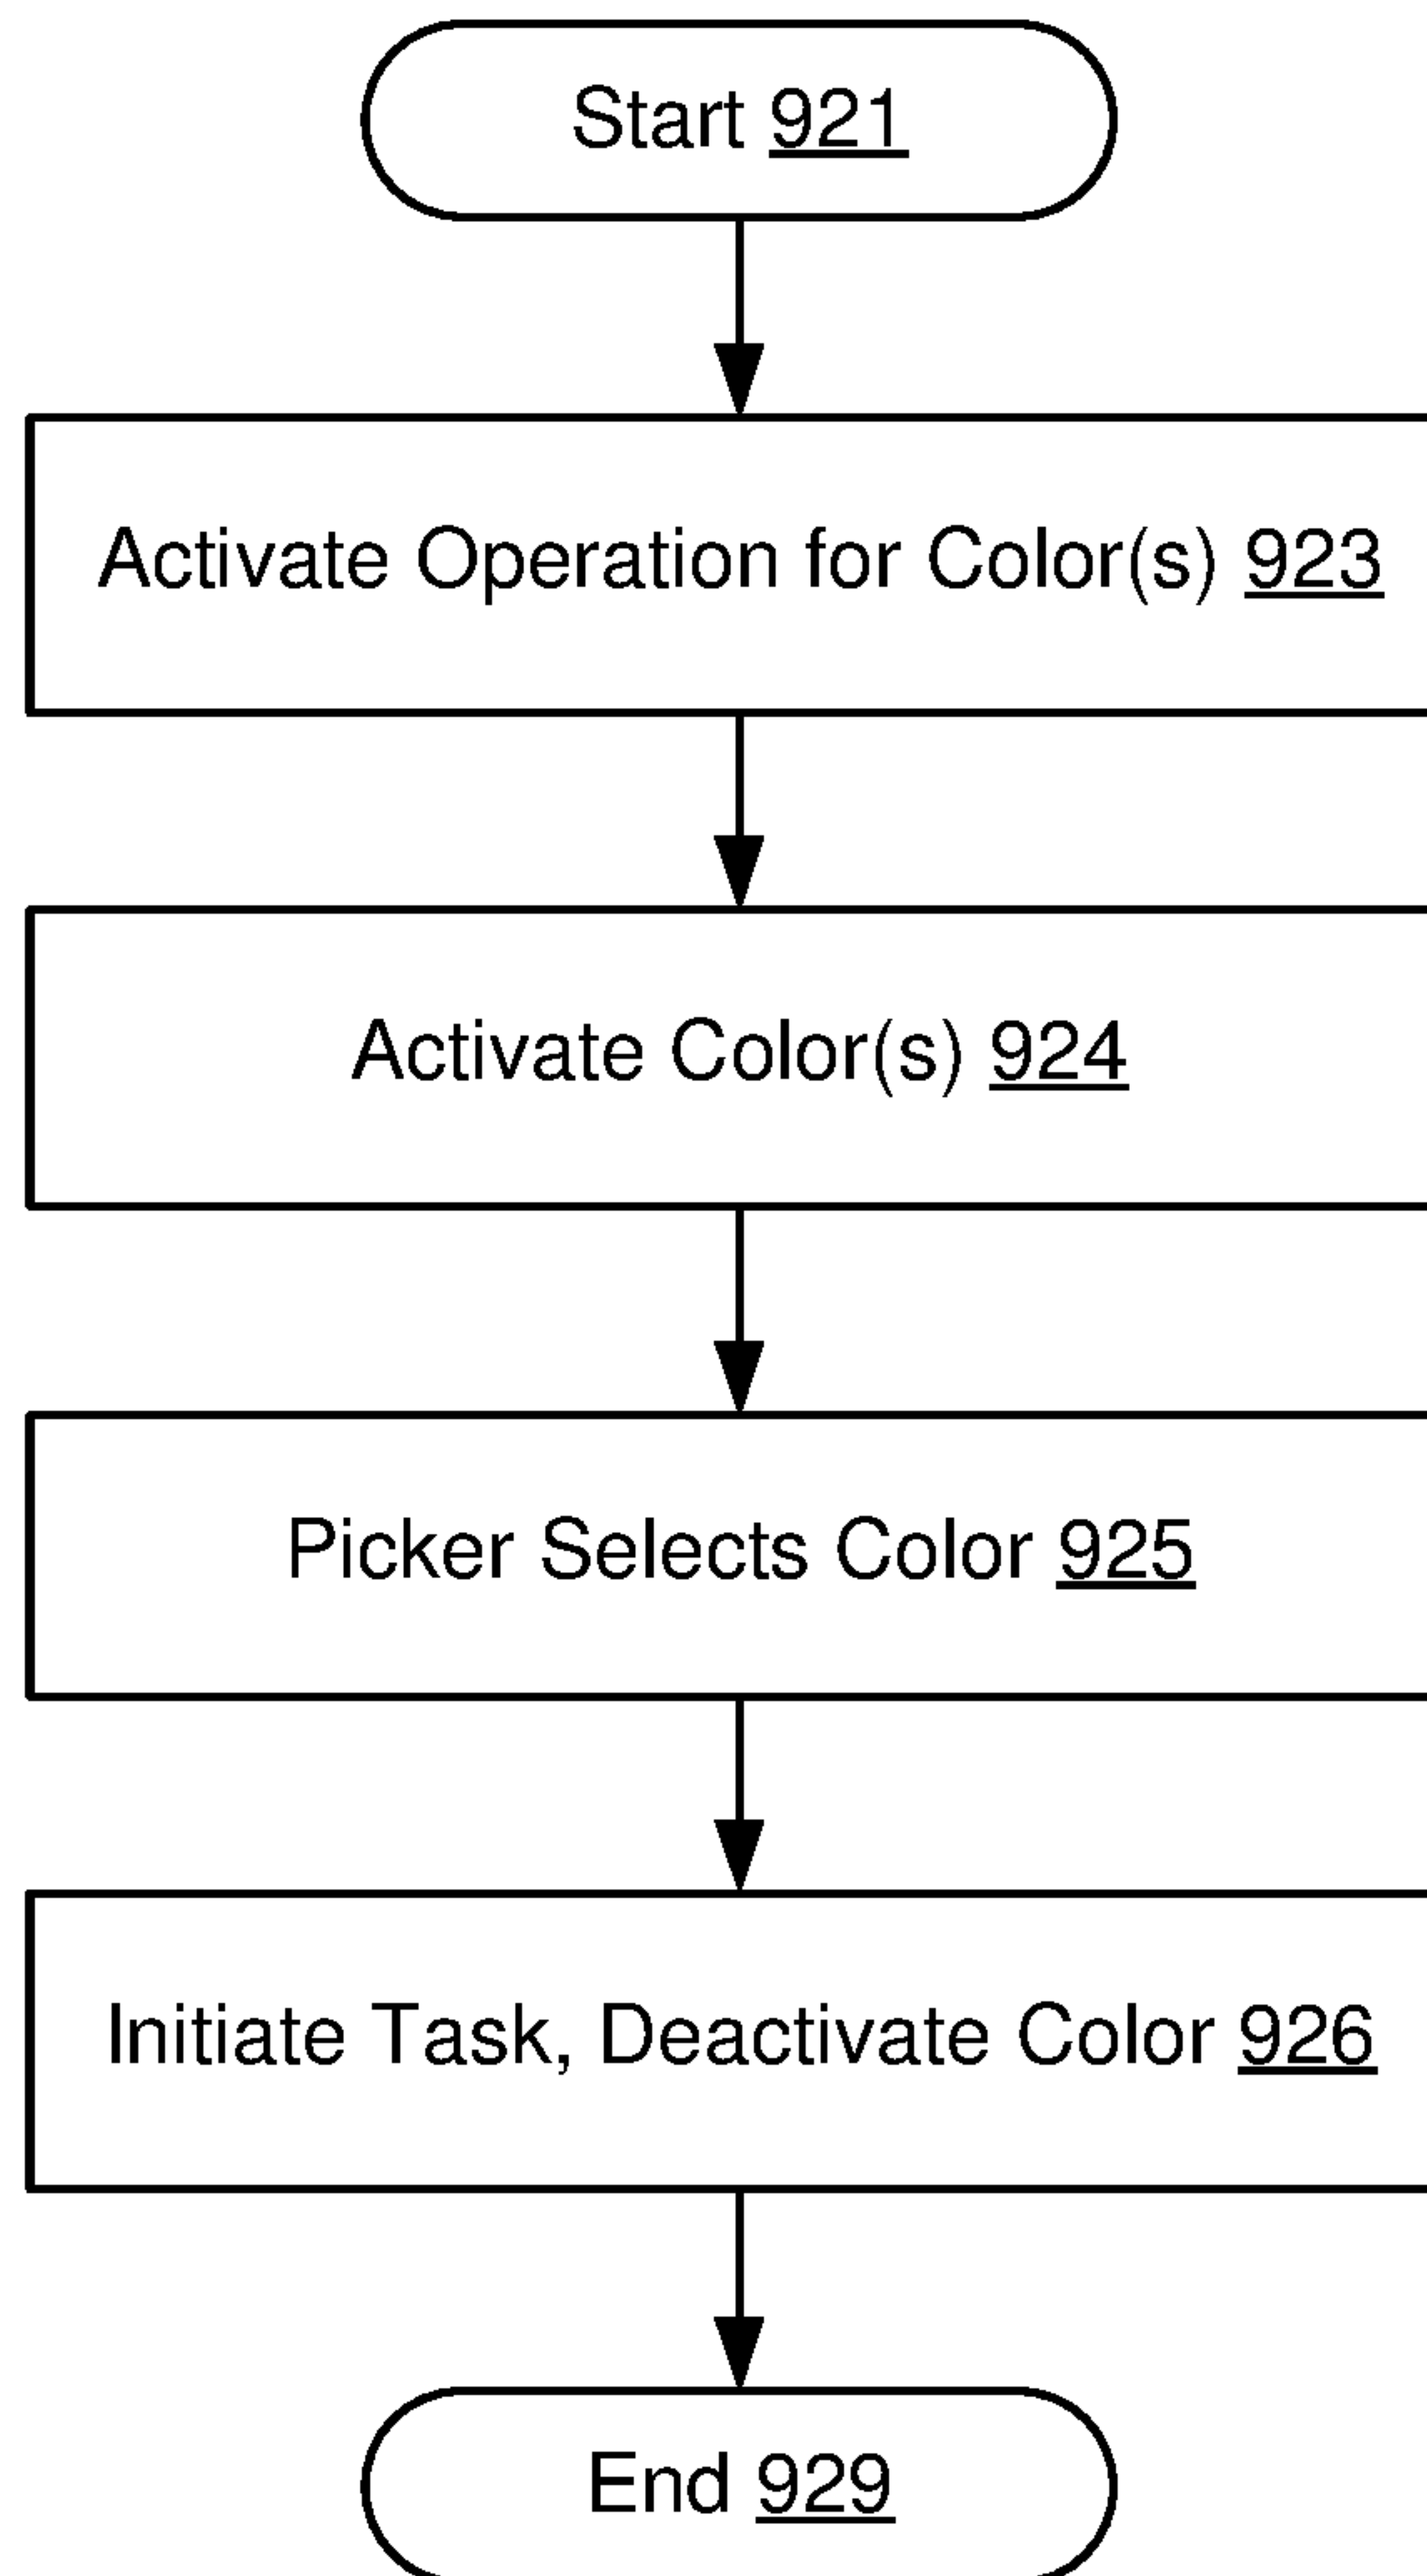 Start 921
Activate Operation for Color(s) 923
Activate Color(s) 924
Picker Selects Color 925
Initiate Task, Deactivate Color 926
End 929